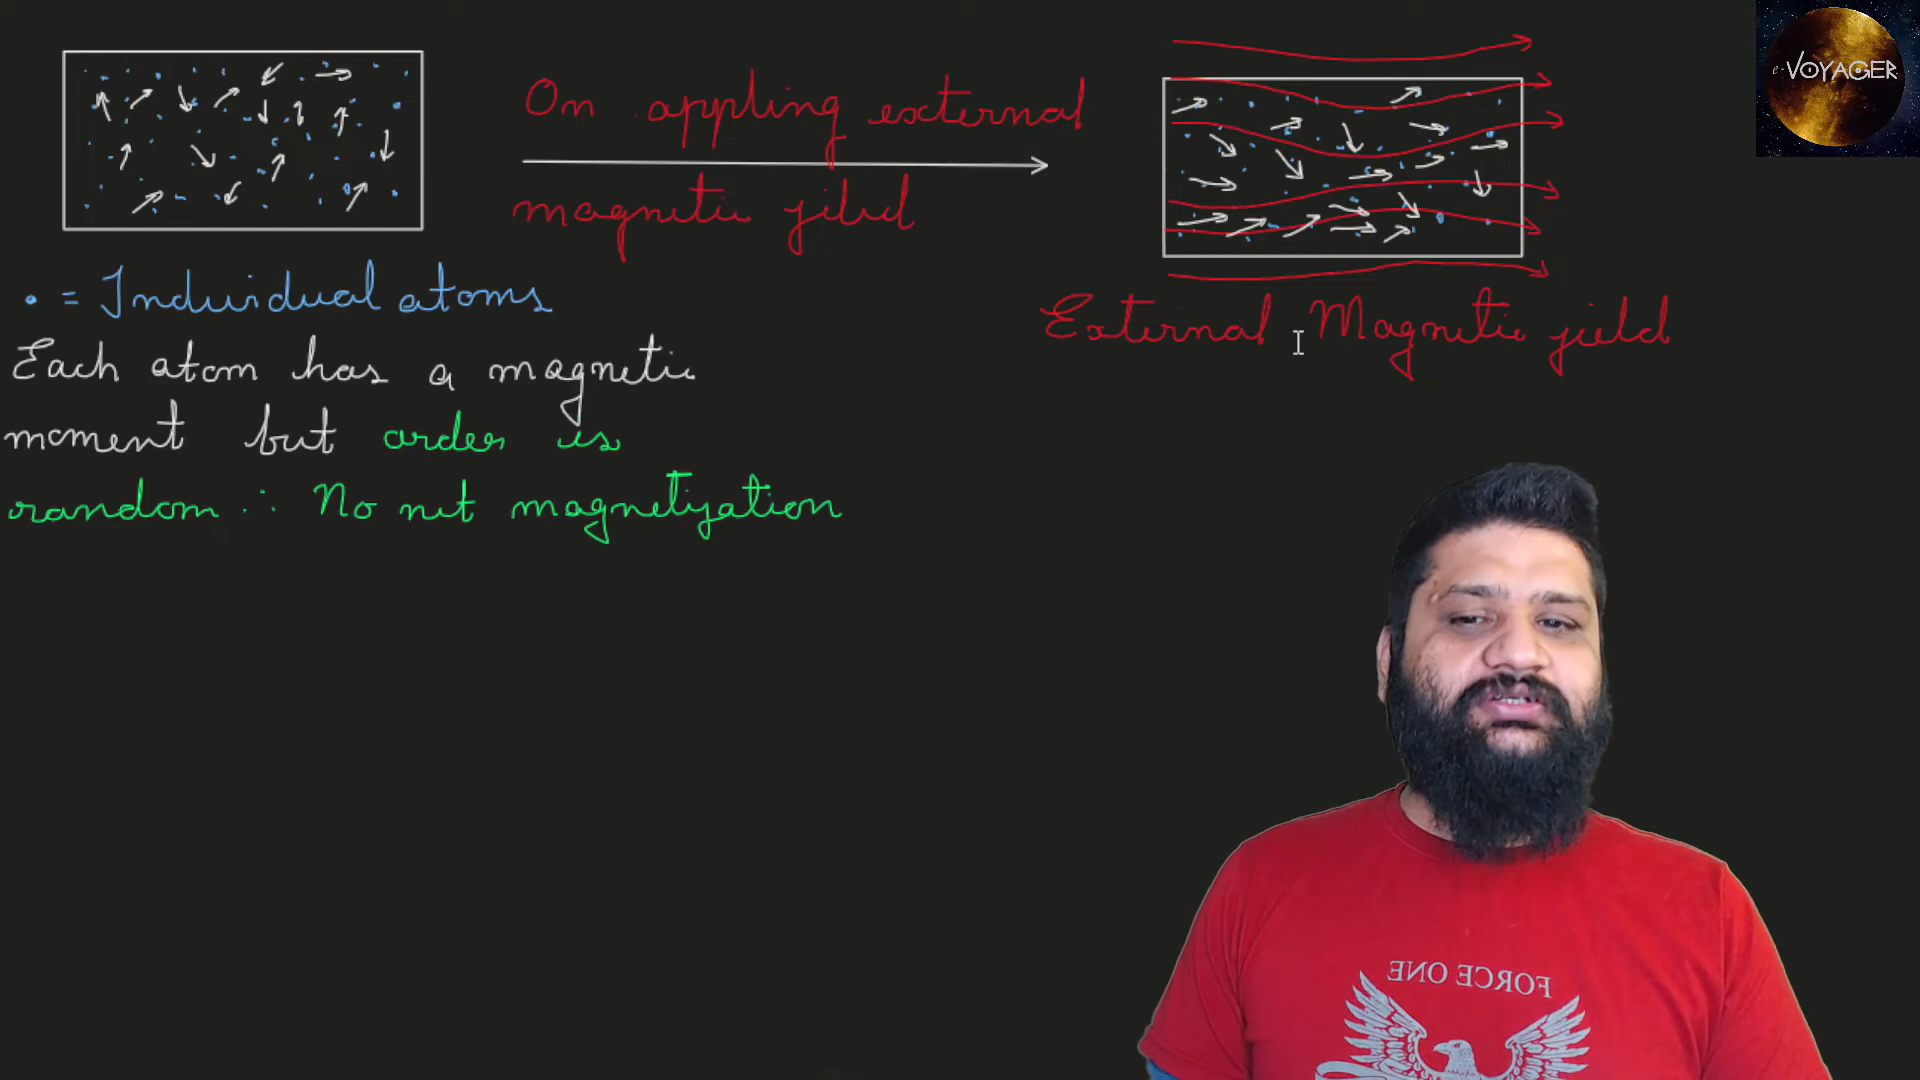 On appling external
magnetic field
• = Individual atoms
Each atom has a magnetic
moment but order is
random ∴ No net magnetization
External Magnetic field
e-VOYAGER
FORCE ONE